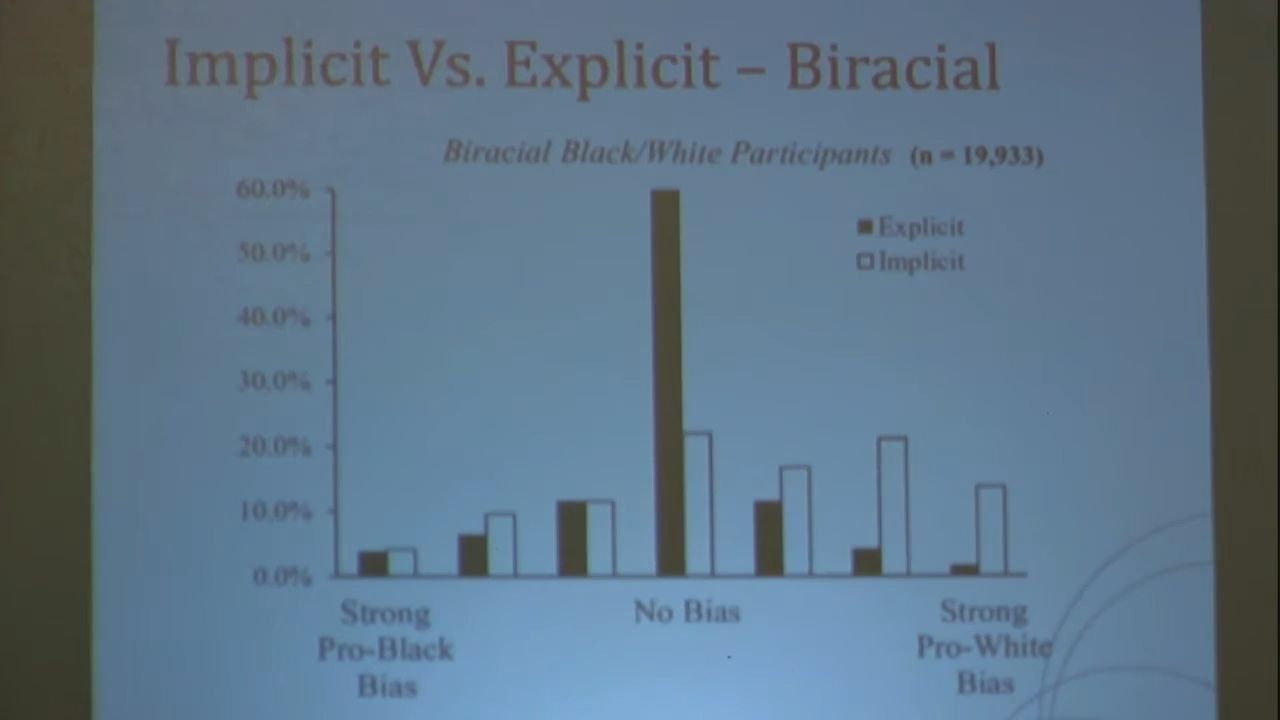 Implicit Vs. Explicit – Biracial
Biracial Black/White Participants (n = 19,933)
60.0%
50.0%
40.0%
30.0%
20.0%
10.0%
0.0%
Explicit
Implicit
Strong
Pro-Black
Bias
No Bias
Strong
Pro-White
Bias